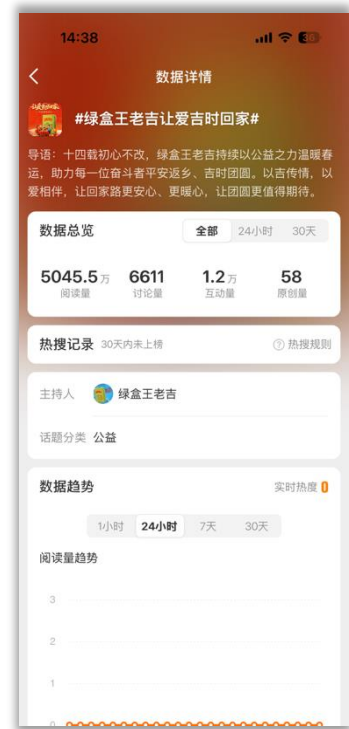 14:38
数据详情
#绿盒王老吉让爱吉时回家#
导语：十四载初心不改，绿盒王老吉持续以公益之力温暖春
运，助力每一位奋斗者平安返乡、吉时团圆。以吉传情，以
爱相伴，让回家路更安心、更暖心，让团圆更值得期待。
数据总览 全部 24小时 30天
5045.5万 6611 1.2万 58
阅读量 讨论量 互动量 原创量
热搜记录 30天内未上榜 ? 热搜规则
主持人 绿盒王老吉
话题分类 公益
数据趋势 实时热度 0
1小时 24小时 7天 30天
阅读量趋势
3
2
1
0